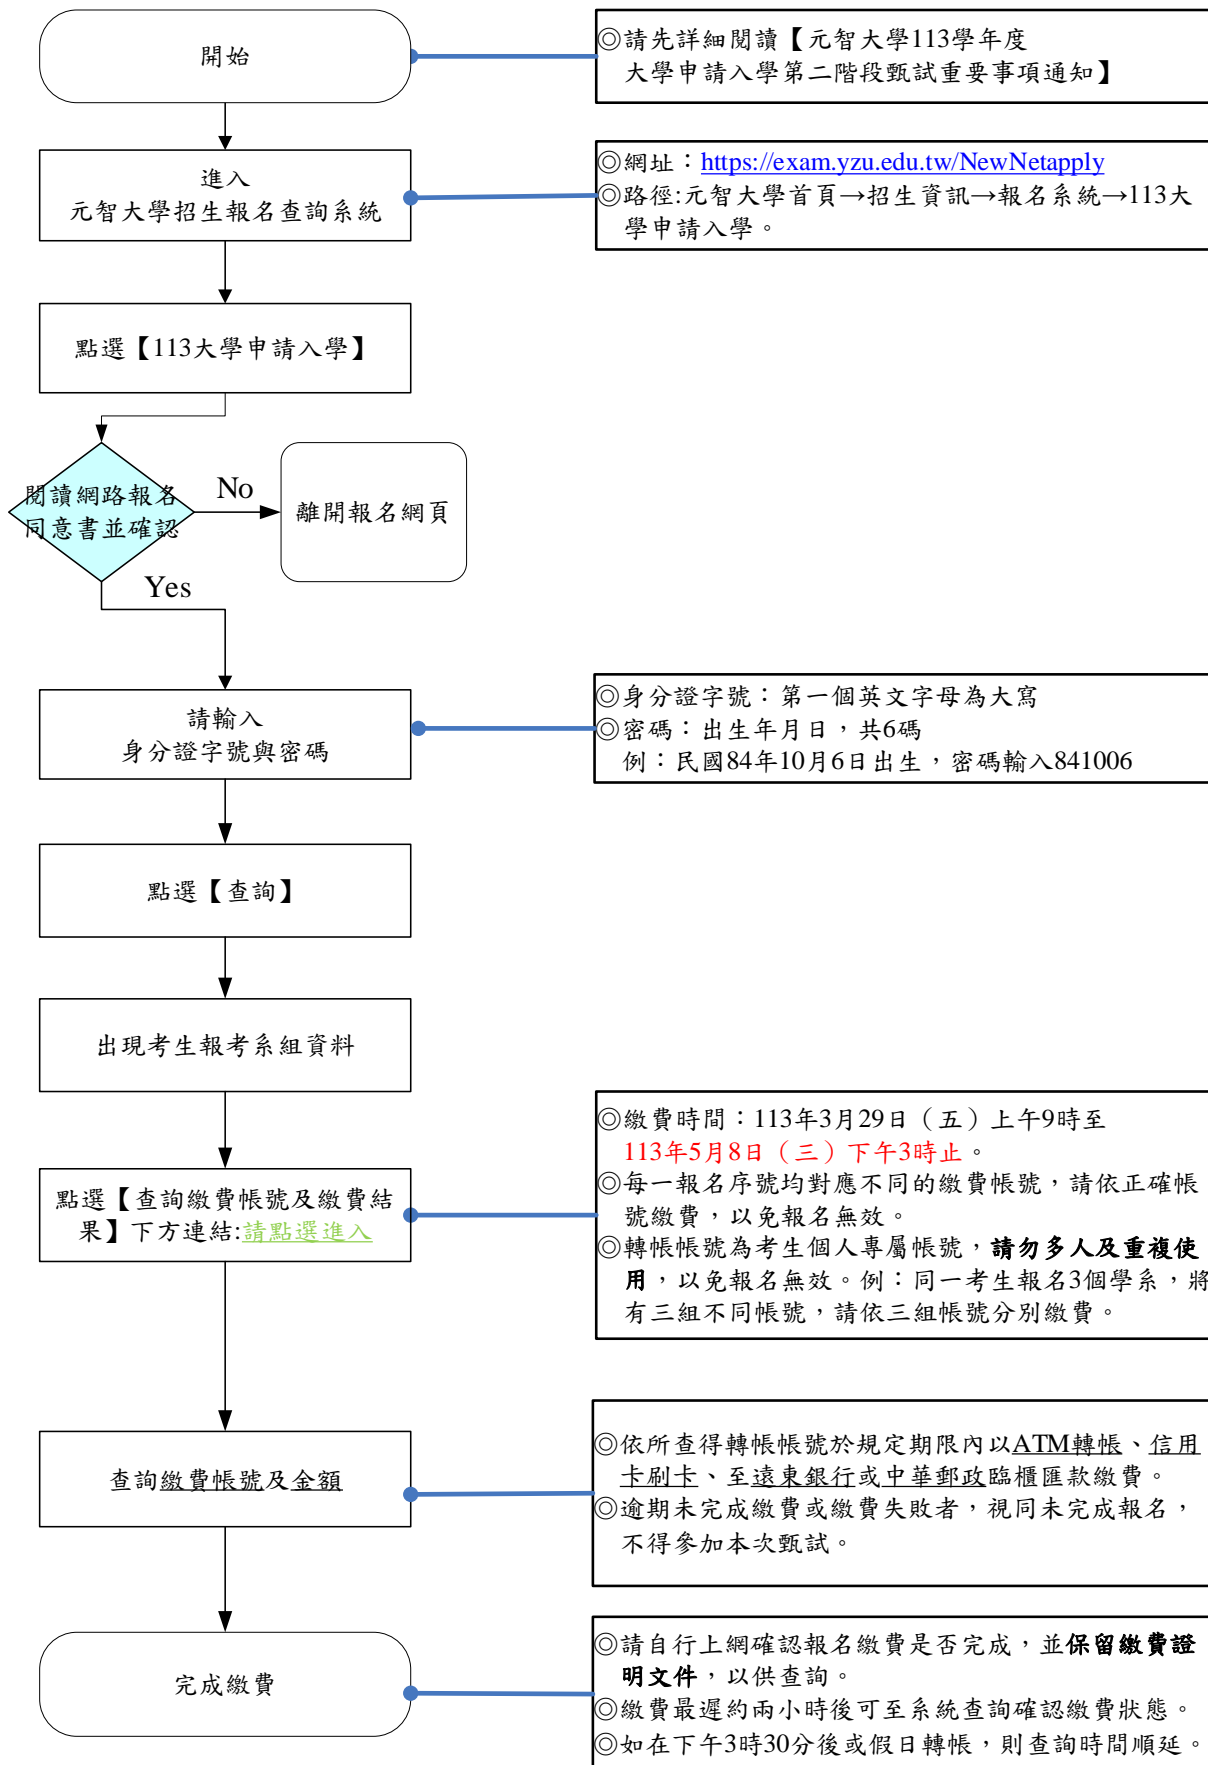 開始
◎請先詳細閱讀【元智大學113學年度
大學申請入學第二階段甄試重要事項通知】
進入
元智大學招生報名查詢系統
◎網址：https://exam.yzu.edu.tw/NewNetapply
◎路徑:元智大學首頁→招生資訊→報名系統→113大
學申請入學。
點選【113大學申請入學】
閱讀網路報名
同意書並確認
No
離開報名網頁
Yes
請輸入
身分證字號與密碼
◎身分證字號：第一個英文字母為大寫
◎密碼：出生年月日，共6碼
例：民國84年10月6日出生，密碼輸入841006
點選【查詢】
出現考生報考系組資料
點選【查詢繳費帳號及繳費結
果】下方連結:請點選進入
◎繳費時間：113年3月29日（五）上午9時至
113年5月8日（三）下午3時止。
◎每一報名序號均對應不同的繳費帳號，請依正確帳
號繳費，以免報名無效。
◎轉帳帳號為考生個人專屬帳號，請勿多人及重複使
用，以免報名無效。例：同一考生報名3個學系，將
有三組不同帳號，請依三組帳號分別繳費。
查詢繳費帳號及金額
◎依所查得轉帳帳號於規定期限內以ATM轉帳、信用
卡刷卡、至遠東銀行或中華郵政臨櫃匯款繳費。
◎逾期未完成繳費或繳費失敗者，視同未完成報名，
不得參加本次甄試。
完成繳費
◎請自行上網確認報名繳費是否完成，並保留繳費證
明文件，以供查詢。
◎繳費最遲約兩小時後可至系統查詢確認繳費狀態。
◎如在下午3時30分後或假日轉帳，則查詢時間順延。